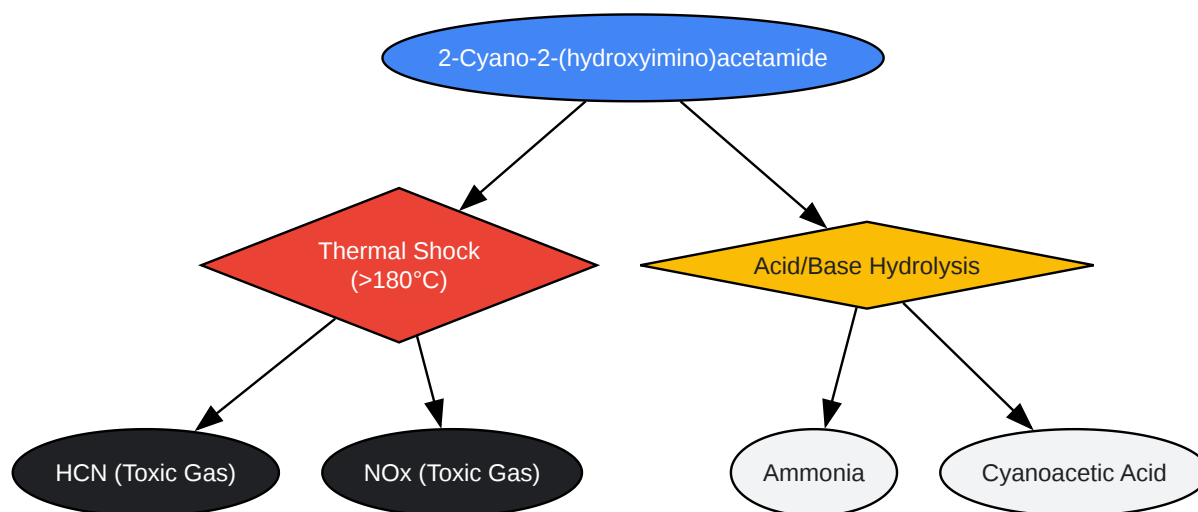 2-Cyano-2-(hydroxyimino)acetamide
Thermal Shock
(>180°C)
Acid/Base Hydrolysis
HCN (Toxic Gas)
NOx (Toxic Gas)
Ammonia
Cyanoacetic Acid